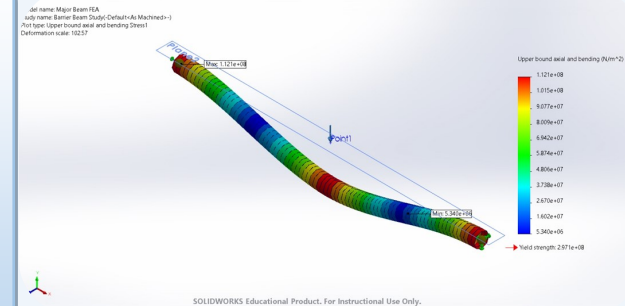 del name: Major Beam FEA
udy name: Barrier Beam Study(-Default<As Machined>-)
Plot type: Upper bound axial and bending Stress1
Deformation scale: 102.57
Upper bound axial and bending (N/m^2)
Max: 1.121e+08
1.121e+08
1.015e+08
9.077e+07
8.009e+07
6.942e+07
5.874e+07
4.806e+07
3.738e+07
2.670e+07
1.602e+07
5.340e+06
Point1
Min: 5.340e+06
Yield strength: 2.971e+08
SOLIDWORKS Educational Product. For Instructional Use Only.